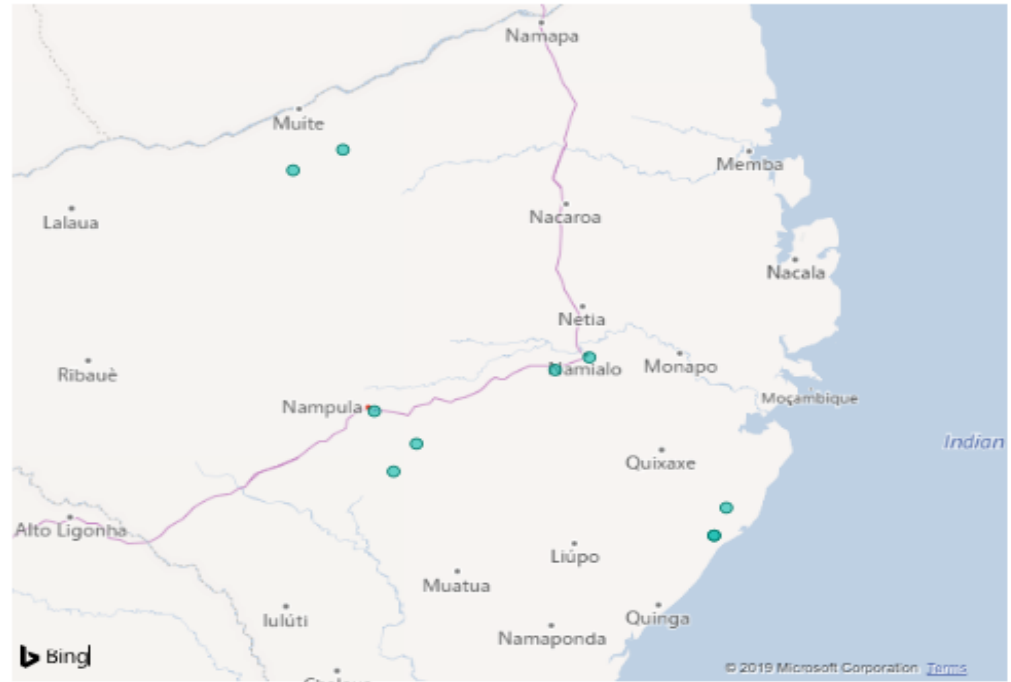 Namapa
Muite
Memba
Lalaua
Nacaroa
Nacala
Netia
Ribauè
Namialo
Monapo
Moçambique
Nampula
Indian
Quixaxe
Alto Ligonha
Liúpo
Muatua
Iulúti
Quinga
Namaponda
Bing
© 2019 Microsoft Corporation Terms